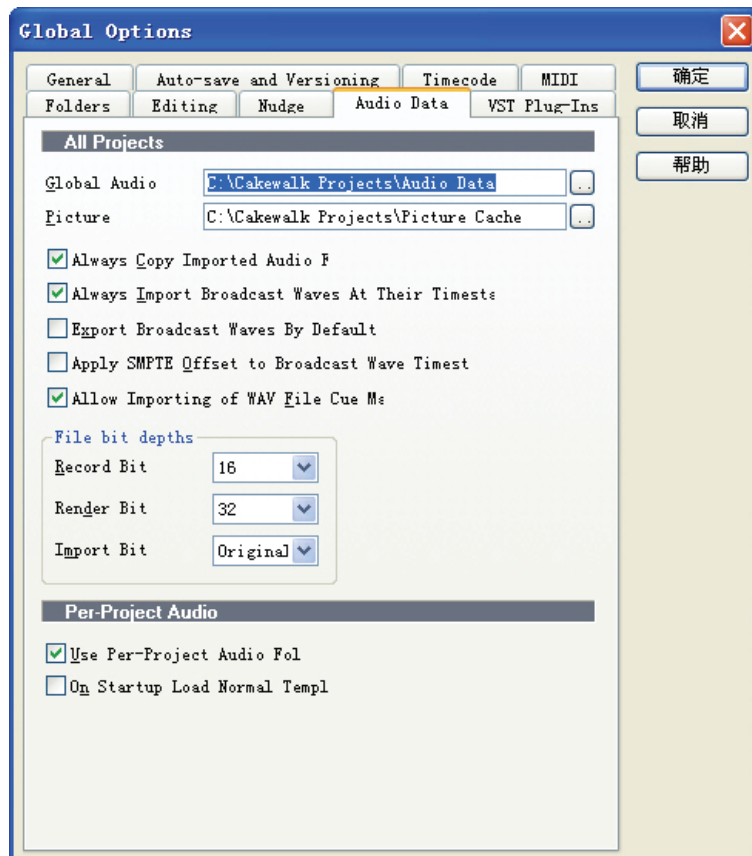 Global Options
General Auto-save and Versioning Timecode MIDI
Folders Editing Nudge Audio Data VST Plug-Ins
确定
取消
帮助
All Projects
Global Audio C:\Cakewalk Projects\Audio Data ..
Picture C:\Cakewalk Projects\Picture Cache ..
Always Copy Imported Audio F
Always Import Broadcast Waves At Their Timesta
Export Broadcast Waves By Default
Apply SMPTE Offset to Broadcast Wave Timest
Allow Importing of WAV File Cue Ma
File bit depths
Record Bit 16
Render Bit 32
Import Bit Original
Per-Project Audio
Use Per-Project Audio Fol
On Startup Load Normal Templ